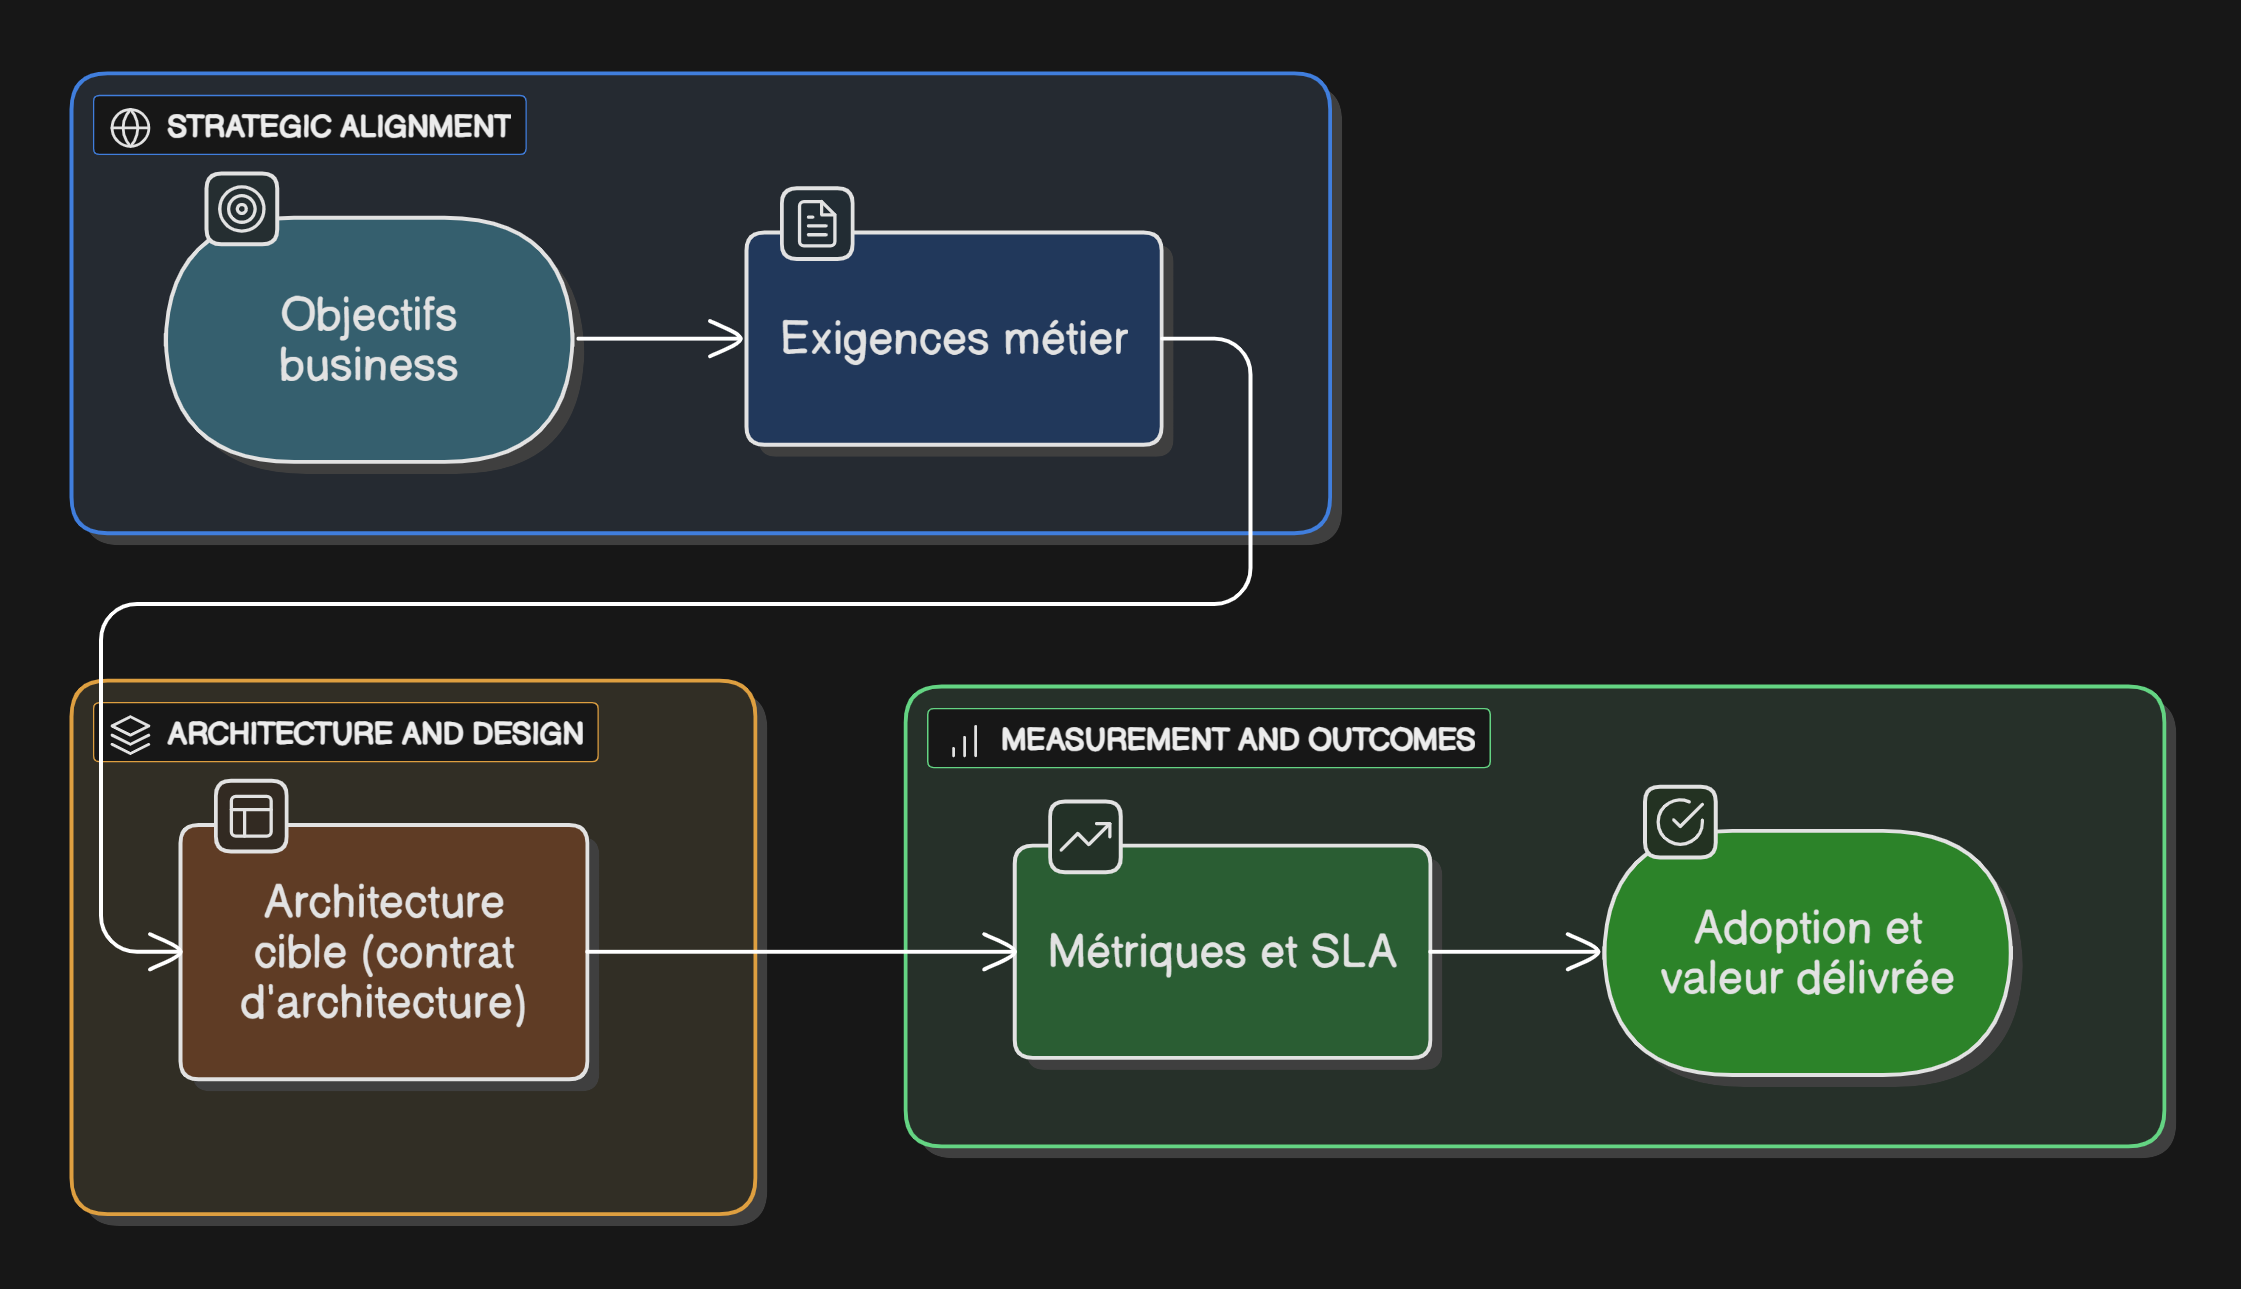 STRATEGIC ALIGNMENT
Objectifs
business
Exigences métier
ARCHITECTURE AND DESIGN
Architecture
cible (contrat
d'architecture)
MEASUREMENT AND OUTCOMES
Métriques et SLA
Adoption et
valeur délivrée